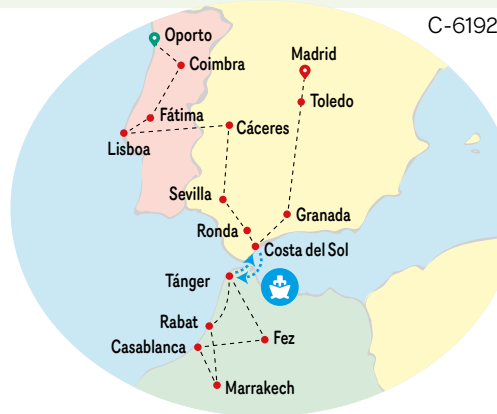 C-6192
Oporto
Madrid
Coimbra
Toledo
Fátima
Cáceres
Lisboa
Sevilla
Granada
Ronda
Costa del Sol
Tánger
Rabat
Fez
Casablanca
Marrakech